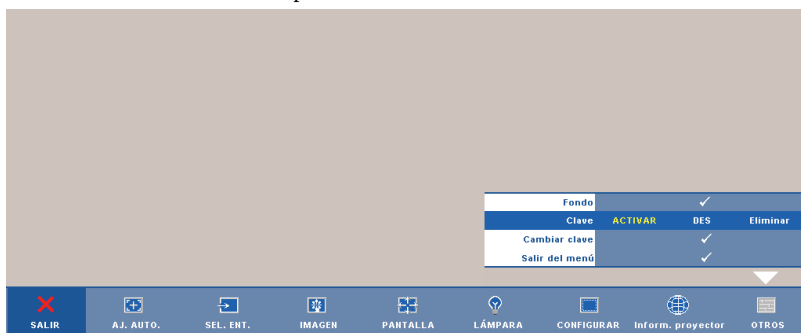 Fondo
Clave ACTIVAR DES Eliminar
Cambiar clave
Salir del menú
SALIR AJ. AUTO. SEL. ENT. IMAGEN PANTALLA LÁMPARA CONFIGURAR Inform. proyector OTROS